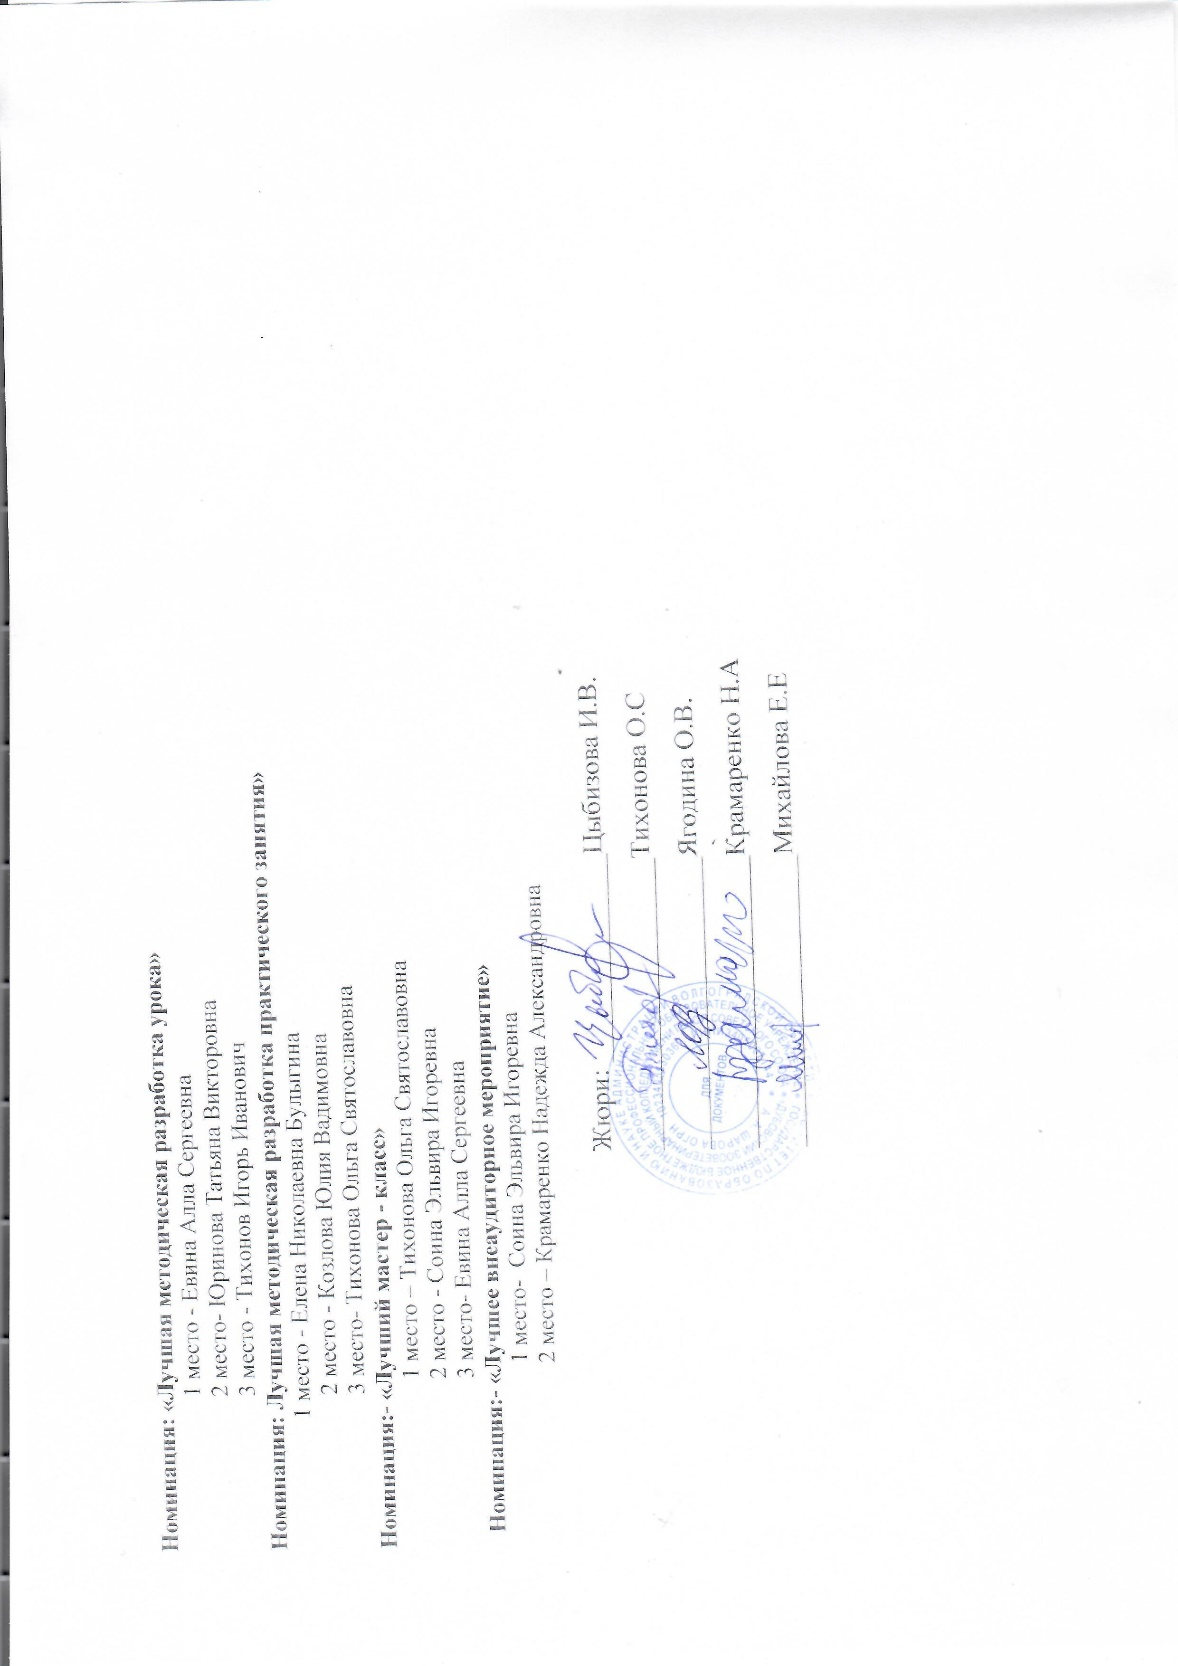 Номинация: «Лучшая методическая разработка урока»
1 место - Евина Алла Сергеевна
2 место- Юринова Татьяна Викторовна
3 место - Тихонов Игорь Иванович
Номинация: Лучшая методическая разработка практического занятия»
1 место - Елена Николаевна Булыгина
2 место - Козлова Юлия Вадимовна
3 место- Тихонова Ольга Святославовна
Номинация:- «Лучший мастер - класс»
1 место – Тихонова Ольга Святославовна
2 место - Соина Эльвира Игоревна
3 место- Евина Алла Сергеевна
Номинация:- «Лучшее внеаудиторное мероприятие»
1 место- Соина Эльвира Игоревна
2 место – Крамаренко Надежда Александровна
Жюри: Цыбизова И.В.
Тихонова О.С
Ягодина О.В.
Крамаренко Н.А
Михайлова Е.Е
ДЛЯ
ДОКУМЕНТОВ